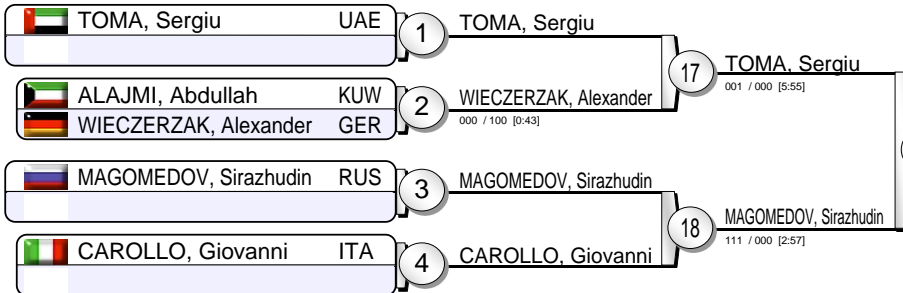 TOMA, Sergiu UAE
1
TOMA, Sergiu
17
TOMA, Sergiu
001 / 000 [5:55]
ALAJMI, Abdullah KUW
WIECZERZAK, Alexander GER
2
WIECZERZAK, Alexander
000 / 100 [0:43]
MAGOMEDOV, Sirazhudin RUS
3
MAGOMEDOV, Sirazhudin
18
MAGOMEDOV, Sirazhudin
111 / 000 [2:57]
CAROLLO, Giovanni ITA
4
CAROLLO, Giovanni